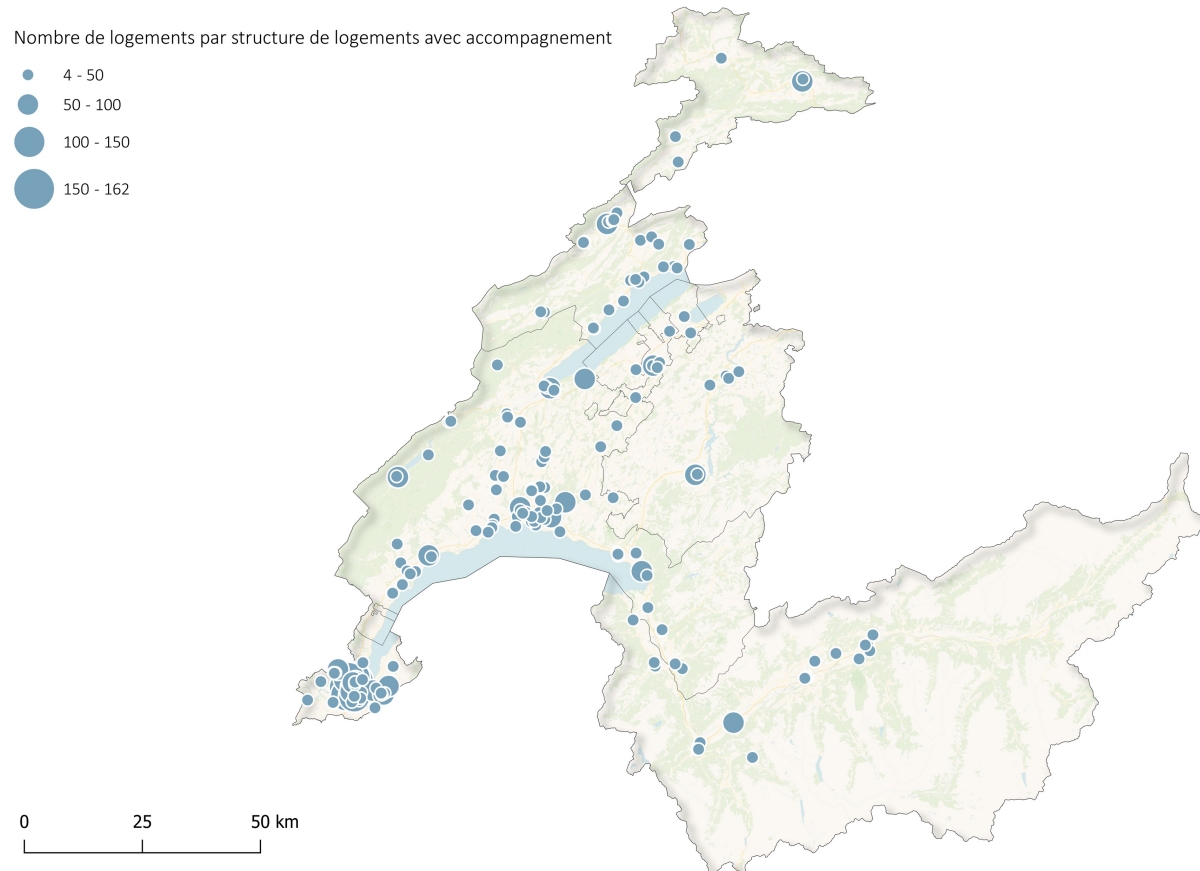 Nombre de logements par structure de logements avec accompagnement
4 - 50
50 - 100
100 - 150
150 - 162
0 25 50 km